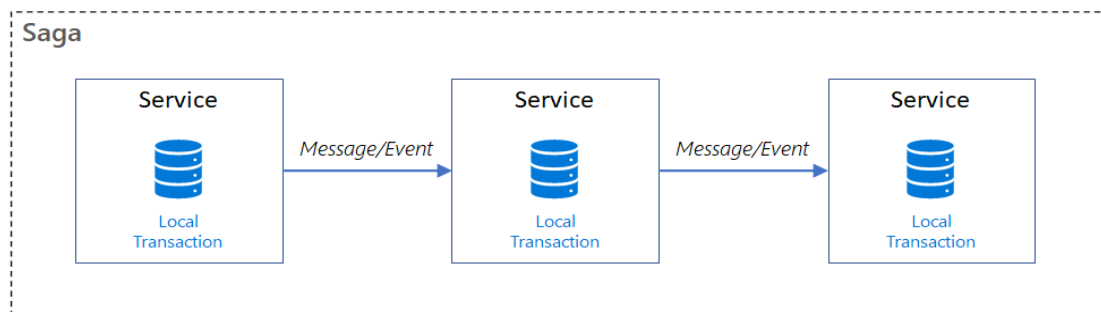 Saga
Service
Local
Transaction
Message/Event
Service
Local
Transaction
Message/Event
Service
Local
Transaction